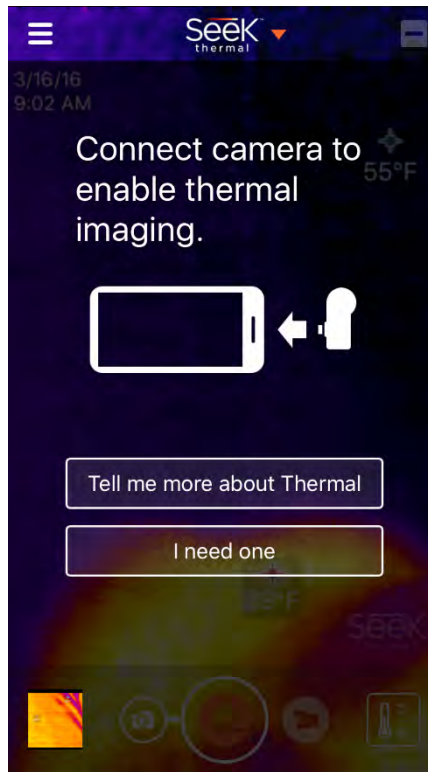 SeeK
thermal
3/16/16
9:02 AM
Connect camera to
enable thermal
imaging.
55°F
Tell me more about Thermal
I need one
SeeK